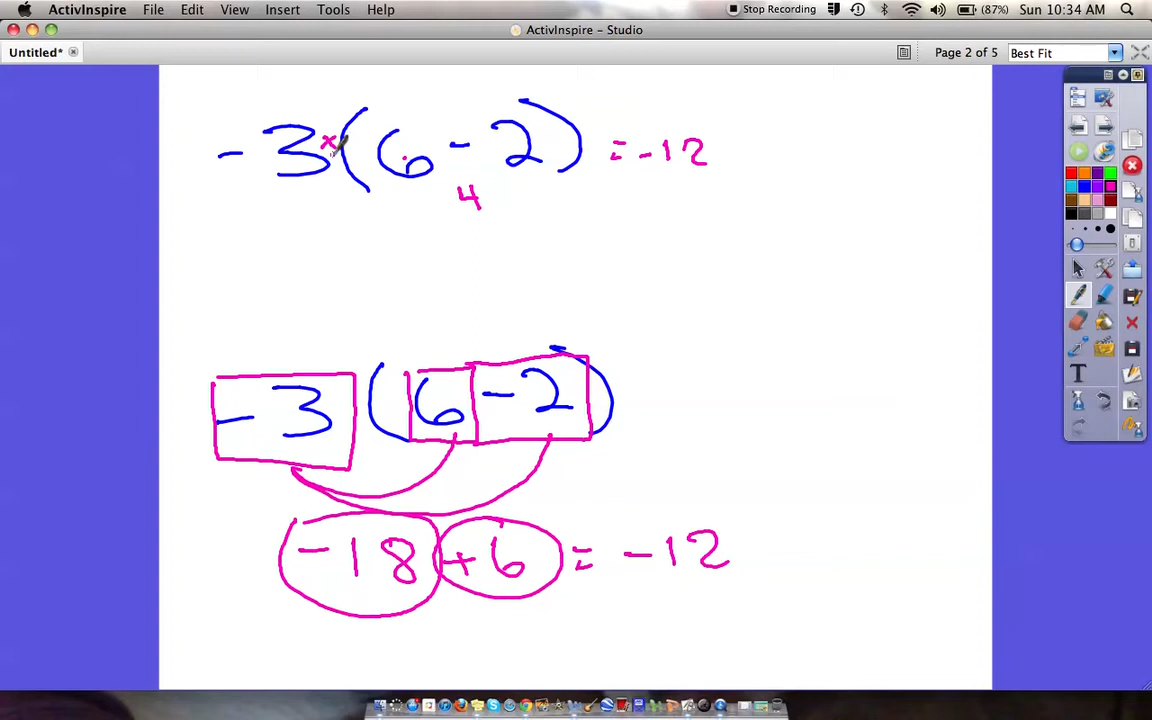 ActivInspire File Edit View Insert Tools Help Stop Recording (87%) Sun 10:34 AM
ActivInspire – Studio
Untitled* Page 2 of 5 Best Fit
- 3 × ( 6 - 2 ) = -12
4
- 3 ( 6 - 2 )
-18 + 6 = -12
T